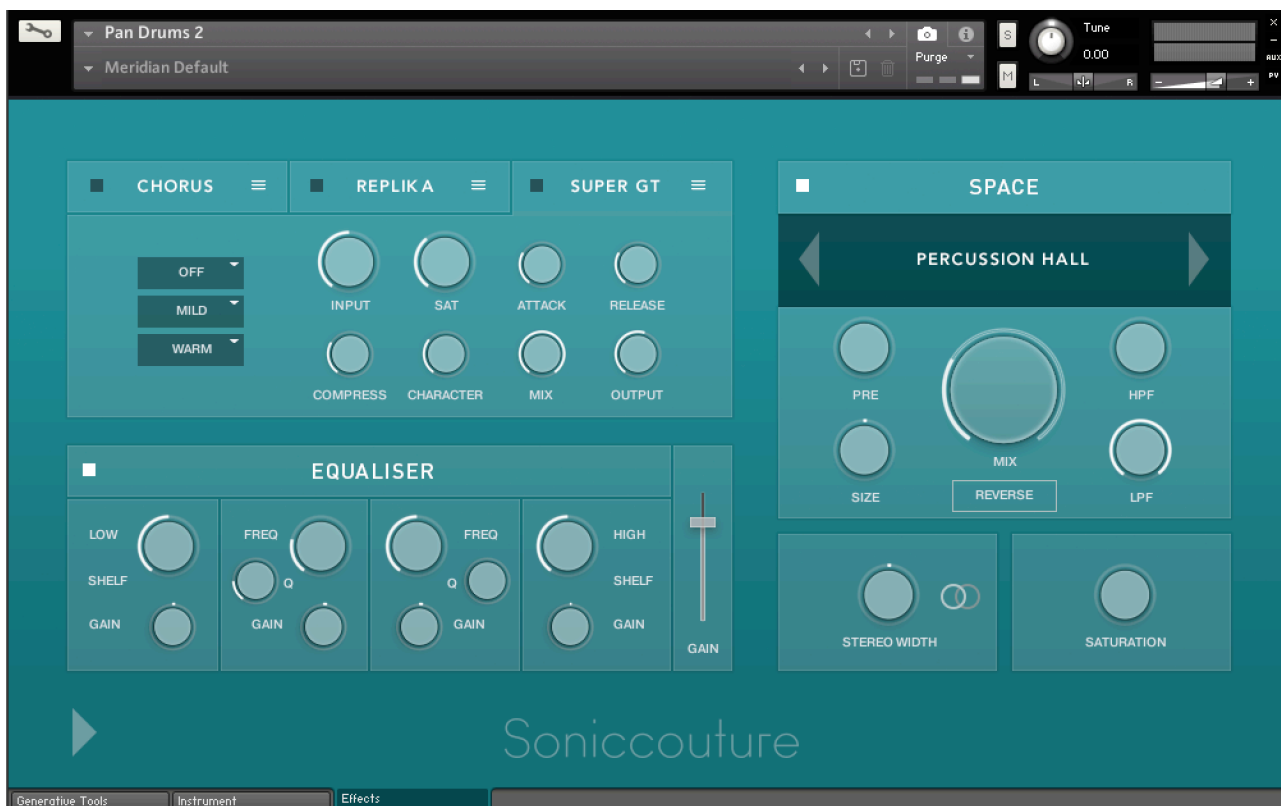 Pan Drums 2
Meridian Default
Purge
S
M
Tune
0.00
L
R
-
+
×
-
AUX
PV
CHORUS
REPLIKA
SUPER GT
OFF
MILD
WARM
INPUT
SAT
ATTACK
RELEASE
COMPRESS
CHARACTER
MIX
OUTPUT
SPACE
PERCUSSION HALL
PRE
HPF
MIX
SIZE
REVERSE
LPF
EQUALISER
LOW
SHELF
GAIN
FREQ
Q
GAIN
FREQ
Q
GAIN
HIGH
SHELF
GAIN
GAIN
STEREO WIDTH
SATURATION
Soniccouture
Generative Tools
Instrument
Effects